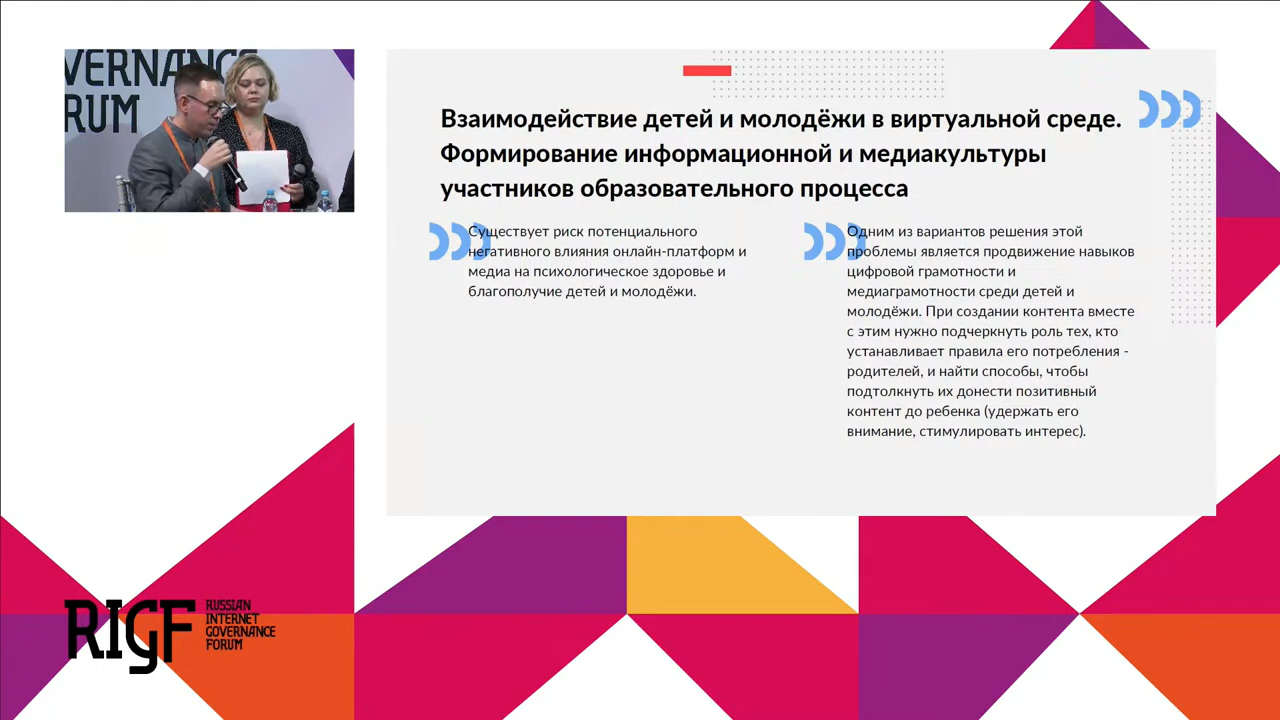 VERNANCE
FORUM
Взаимодействие детей и молодёжи в виртуальной среде.
Формирование информационной и медиакультуры
участников образовательного процесса
Существует риск потенциального
негативного влияния онлайн-платформ и
медиа на психологическое здоровье и
благополучие детей и молодёжи.
Одним из вариантов решения этой
проблемы является продвижение навыков
цифровой грамотности и
медиаграмотности среди детей и
молодёжи. При создании контента вместе
с этим нужно подчеркнуть роль тех, кто
устанавливает правила его потребления -
родителей, и найти способы, чтобы
подтолкнуть их донести позитивный
контент до ребенка (удержать его
внимание, стимулировать интерес).
RIGF
RUSSIAN
INTERNET
GOVERNANCE
FORUM